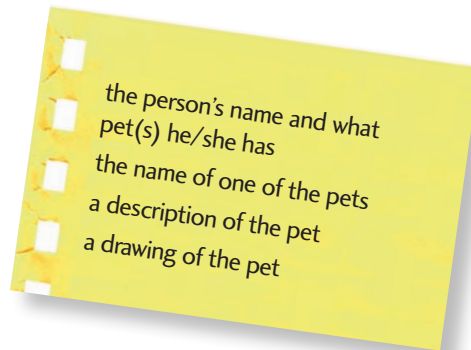 the person's name and what
pet(s) he/she has
the name of one of the pets
a description of the pet
a drawing of the pet